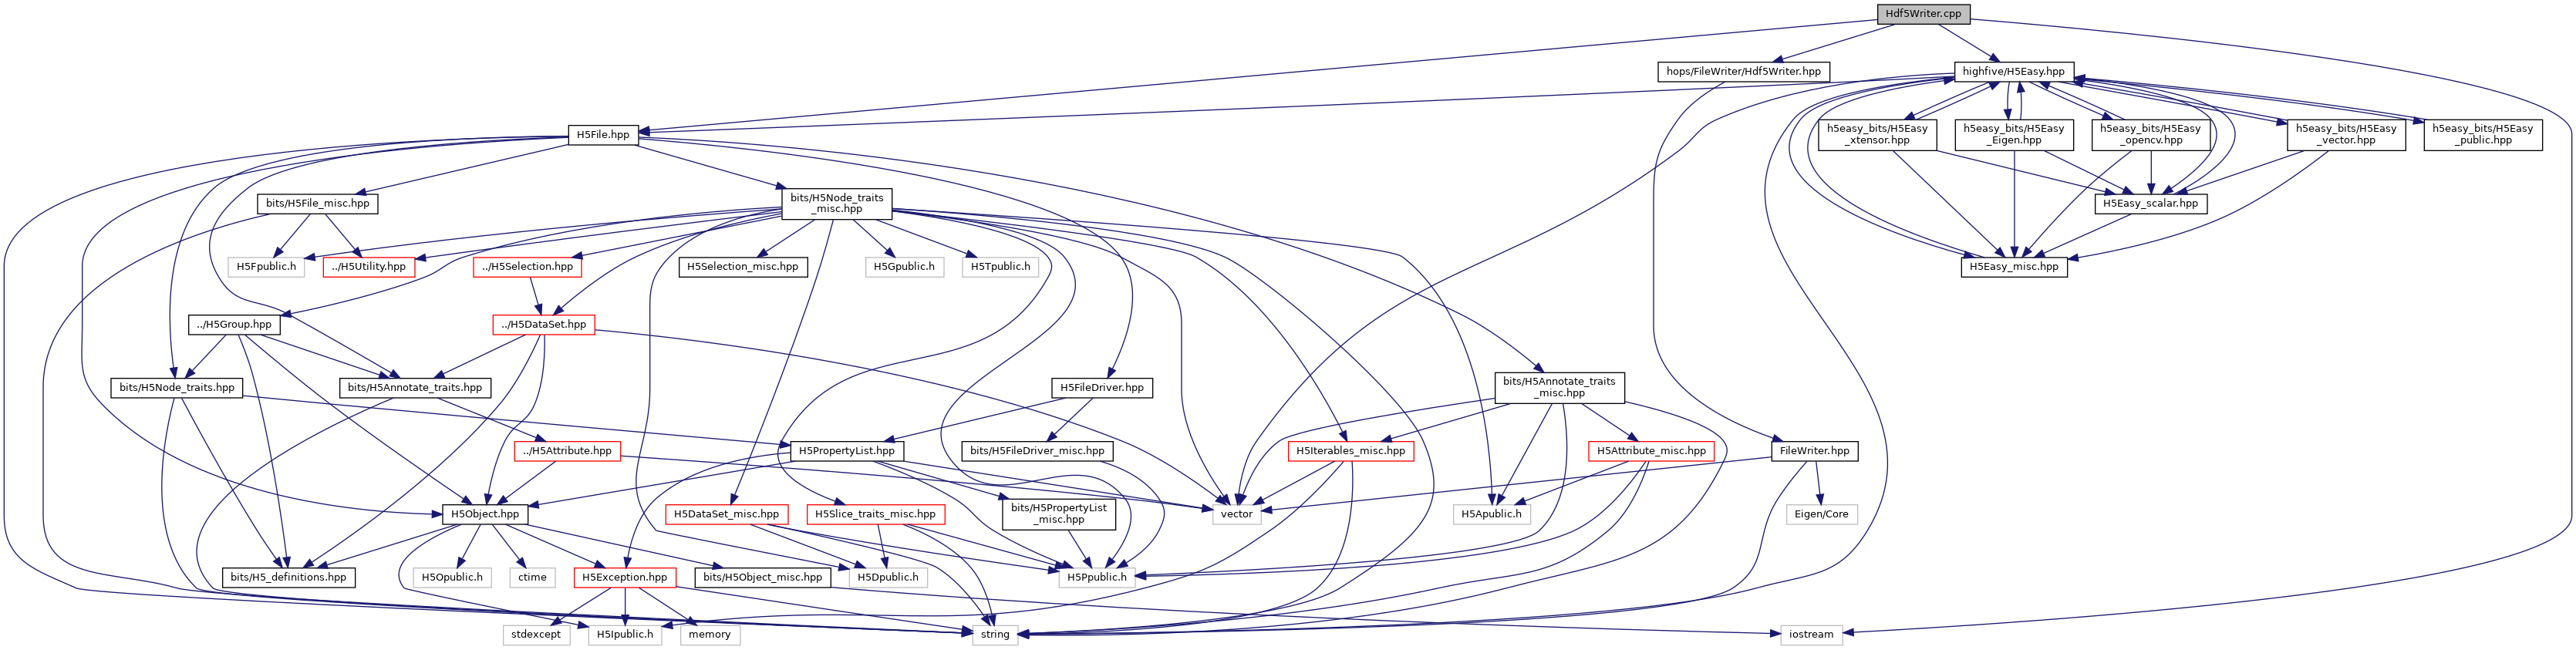 Hdf5Writer.cpp
hops/FileWriter/Hdf5Writer.hpp
highfive/H5Easy.hpp
H5File.hpp
h5easy_bits/H5Easy
_xtensor.hpp
h5easy_bits/H5Easy
_Eigen.hpp
h5easy_bits/H5Easy
_opencv.hpp
h5easy_bits/H5Easy
_vector.hpp
h5easy_bits/H5Easy
_public.hpp
bits/H5File_misc.hpp
bits/H5Node_traits
_misc.hpp
H5Easy_scalar.hpp
H5Fpublic.h
../H5Utility.hpp
../H5Selection.hpp
H5Selection_misc.hpp
H5Gpublic.h
H5Tpublic.h
H5Easy_misc.hpp
../H5Group.hpp
../H5DataSet.hpp
bits/H5Node_traits.hpp
bits/H5Annotate_traits.hpp
H5FileDriver.hpp
bits/H5Annotate_traits
_misc.hpp
../H5Attribute.hpp
H5PropertyList.hpp
bits/H5FileDriver_misc.hpp
H5Iterables_misc.hpp
H5Attribute_misc.hpp
FileWriter.hpp
H5Object.hpp
H5DataSet_misc.hpp
H5Slice_traits_misc.hpp
bits/H5PropertyList
_misc.hpp
vector
H5Apublic.h
Eigen/Core
bits/H5_definitions.hpp
H5Opublic.h
ctime
H5Exception.hpp
bits/H5Object_misc.hpp
H5Dpublic.h
H5Ppublic.h
stdexcept
H5Ipublic.h
memory
string
iostream